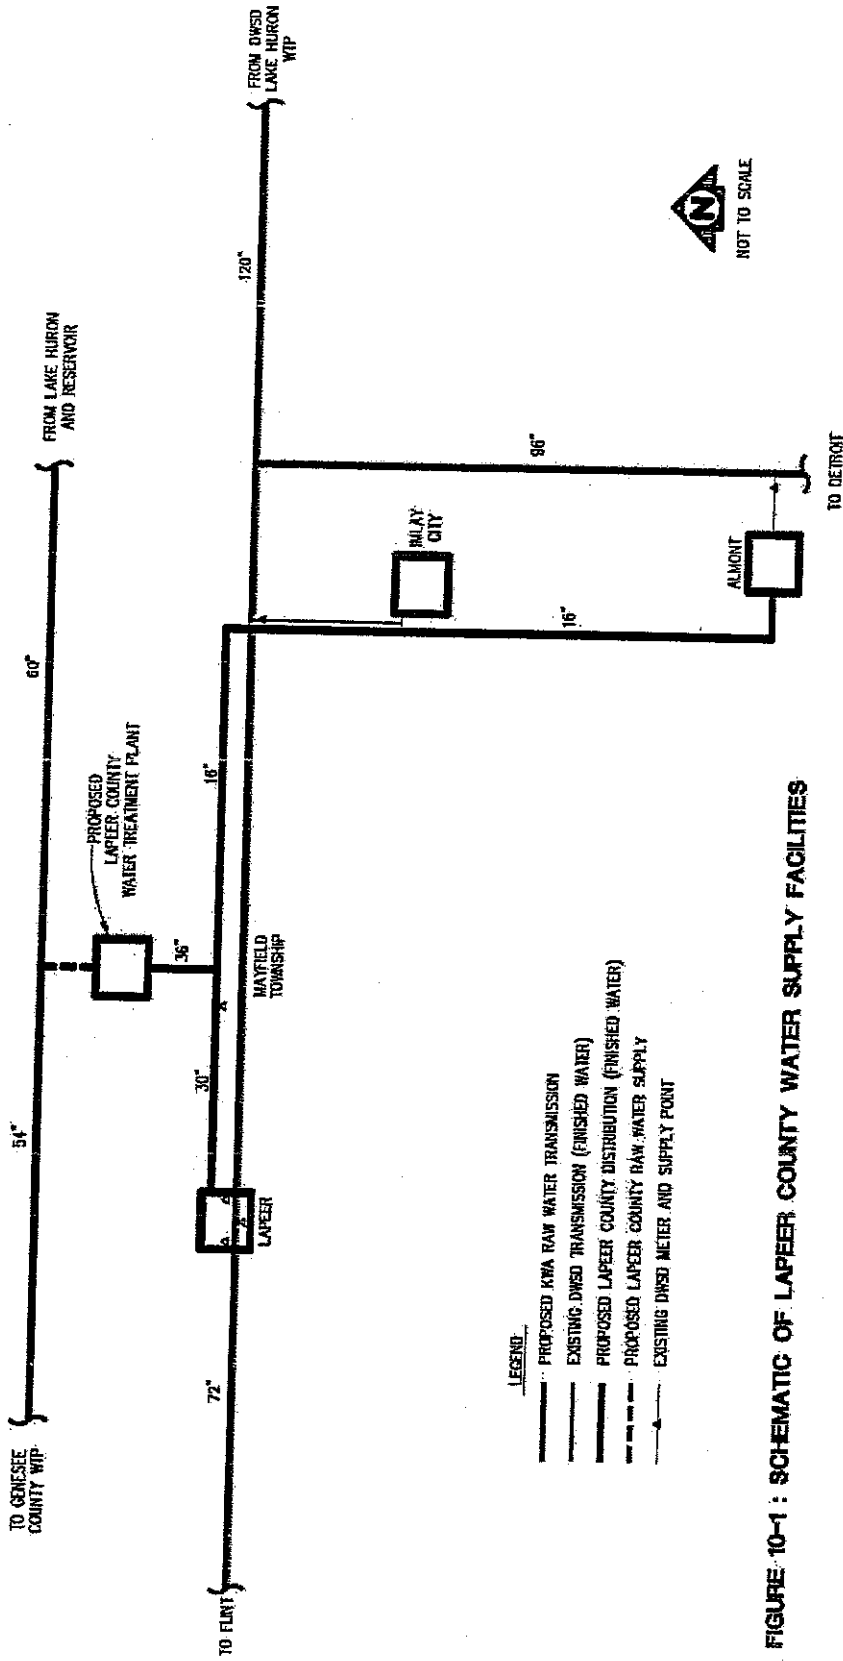 TO GENESEE
COUNTY WTP
54"
60"
FROM LAKE HURON
AND RESERVOIR
PROPOSED
LAPEER COUNTY
WATER TREATMENT PLANT
36"
TO FLINT
72"
LAPEER
30"
MAYFIELD
TOWNSHIP
16"
120"
FROM DWSD
LAKE HURON
WTP
IMLAY
CITY
16"
96"
ALMONT
TO DETROIT
N
NOT TO SCALE
LEGEND
PROPOSED KWA RAW WATER TRANSMISSION
EXISTING DWSD TRANSMISSION (FINISHED WATER)
PROPOSED LAPEER COUNTY DISTRIBUTION (FINISHED WATER)
PROPOSED LAPEER COUNTY RAW WATER SUPPLY
EXISTING DWSD METER AND SUPPLY POINT
FIGURE 10-1 : SCHEMATIC OF LAPEER COUNTY WATER SUPPLY FACILITIES